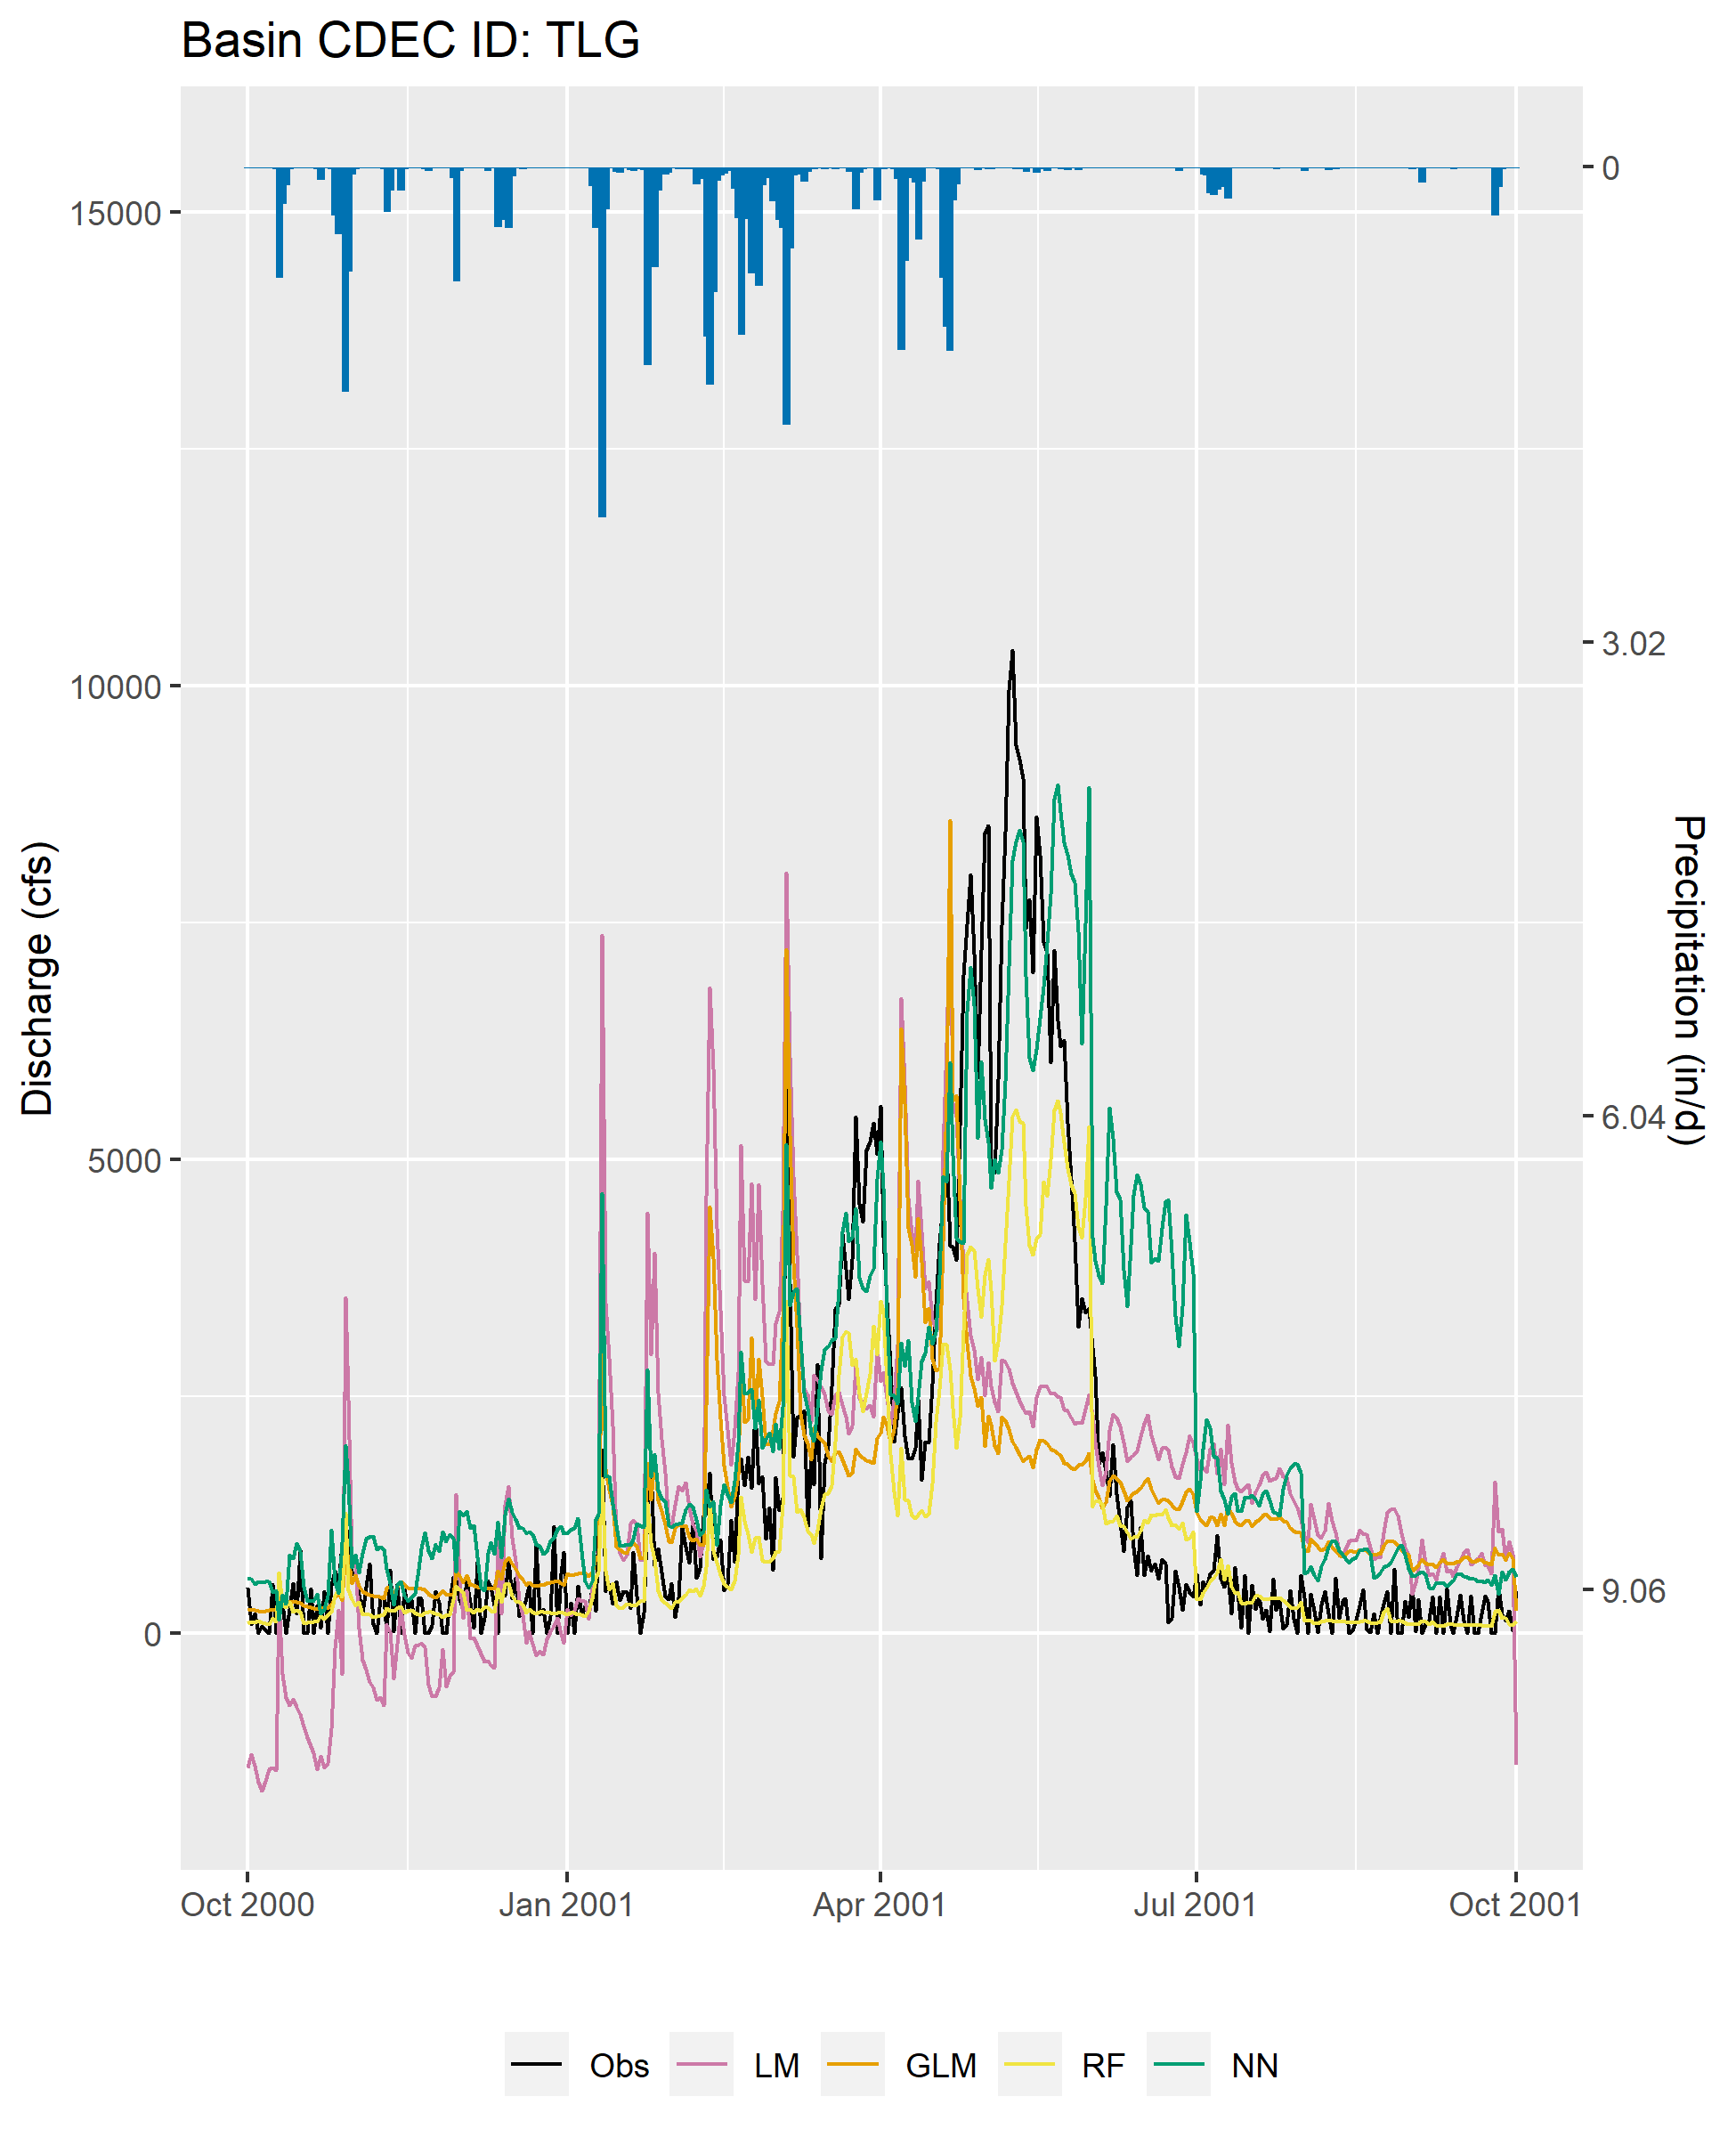 Basin CDEC ID: TLG
15000
10000
5000
0
Discharge (cfs)
0
3.02
6.04
9.06
Precipitation (in/d)
Oct 2000 Jan 2001 Apr 2001 Jul 2001 Oct 2001
Obs LM GLM RF NN